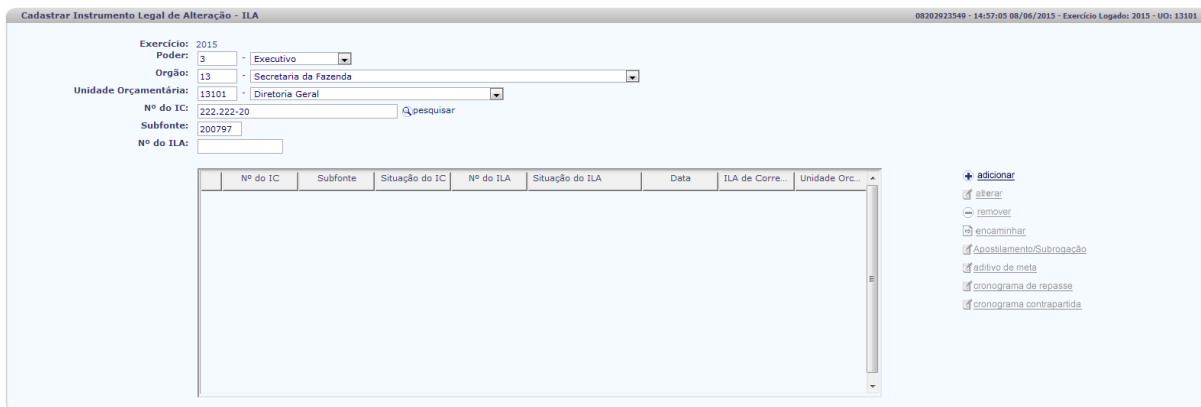 Cadastrar Instrumento Legal de Alteração - ILA 08202923549 - 14:57:05 08/06/2015 - Exercício Logado: 2015 - UO: 13101
Exercício: 2015
Poder: 3 - Executivo
Orgão: 13 - Secretaria da Fazenda
Unidade Orçamentária: 13101 - Diretoria Geral
Nº do IC: 222.222-20 pesquisar
Subfonte: 200797
Nº do ILA:
Nº do IC Subfonte Situação do IC Nº do ILA Situação do ILA Data ILA de Corre... Unidade Orc...
adicionar
alterar
remover
encaminhar
Apostilamento/Subrogação
aditivo de meta
cronograma de repasse
cronograma contrapartida